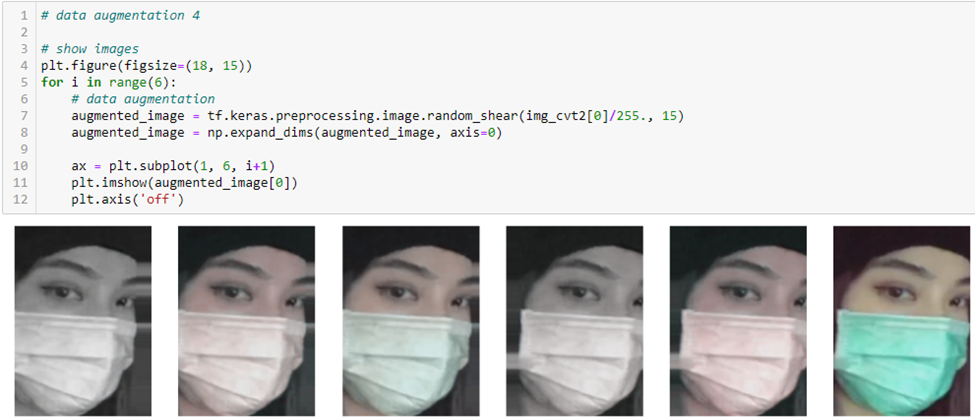 1 # data augmentation 4
2
3 # show images
4 plt.figure(figsize=(18, 15))
5 for i in range(6):
6     # data augmentation
7     augmented_image = tf.keras.preprocessing.image.random_shear(img_cvt2[0]/255., 15)
8     augmented_image = np.expand_dims(augmented_image, axis=0)
9
10     ax = plt.subplot(1, 6, i+1)
11     plt.imshow(augmented_image[0])
12     plt.axis('off')